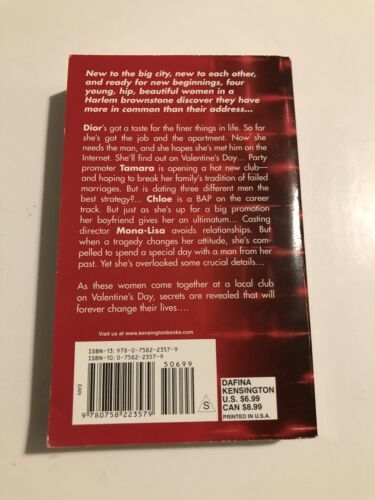 New to the big city, new to each other,
and ready for new beginnings, four
young, hip, beautiful women in a
Harlem brownstone discover they have
more in common than their address...
Dior's got a taste for the finer things in life. So far
she's got the job and the apartment. Now she
needs the man, and she hopes she's met him on the
Internet. She'll find out on Valentine's Day... Party
promoter Tamara is opening a hot new club—
and hoping to break her family's tradition of failed
marriages. But is dating three different men the
best strategy?... Chloe is a BAP on the career
track. But just as she's up for a big promotion
her boyfriend gives her an ultimatum... Casting
director Mona-Lisa avoids relationships. But
when a tragedy changes her attitude, she's com-
pelled to spend a special day with a man from her
past. Yet she's overlooked some crucial details...
As these women come together at a local club
on Valentine's Day, secrets are revealed that will
forever change their lives....
Visit us at www.kensingtonbooks.com
ISBN-13: 978-0-7582-2357-9
ISBN-10: 0-7582-2357-9
50699
EAN
9 780758 223579
S
DAFINA
KENSINGTON
U.S. $6.99
CAN $8.99
PRINTED IN U.S.A.